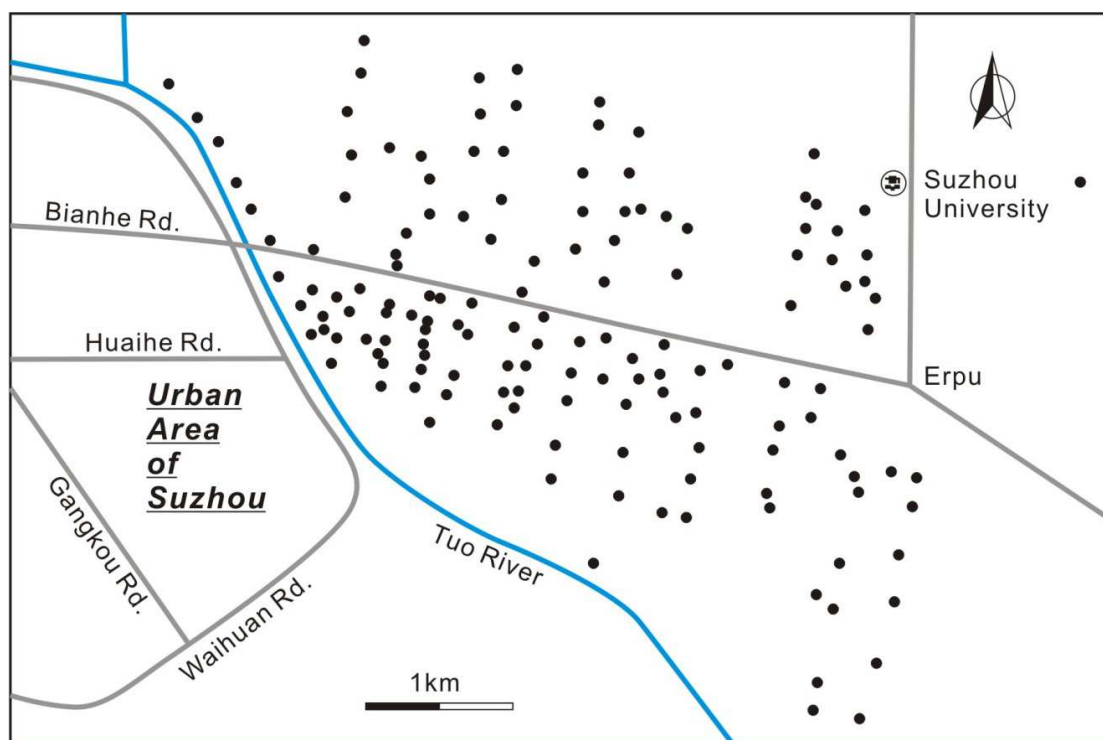 Suzhou
University
Bianhe Rd.
Huaihe Rd.
Erpu
Urban
Area
of
Suzhou
Gangkou Rd.
Tuo River
Waihuan Rd.
1km